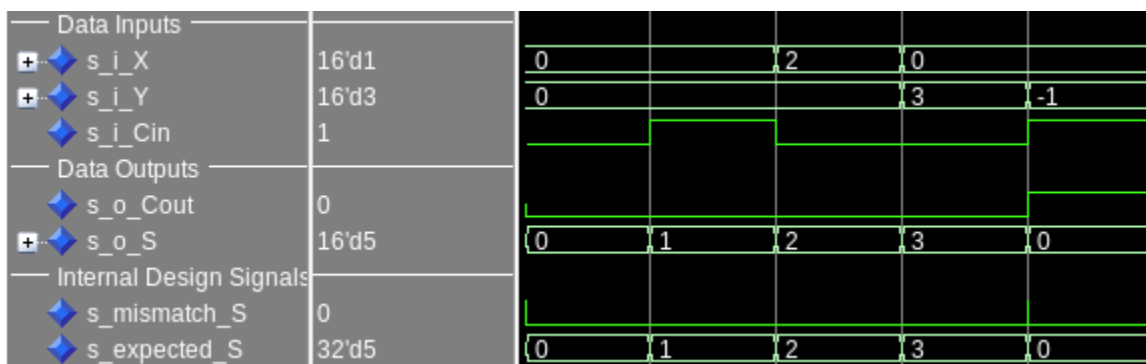 Data Inputs
s_i_X 16'd1 0 2 0
s_i_Y 16'd3 0 3 -1
s_i_Cin 1
Data Outputs
s_o_Cout 0
s_o_S 16'd5 0 1 2 3 0
Internal Design Signals
s_mismatch_S 0
s_expected_S 32'd5 0 1 2 3 0